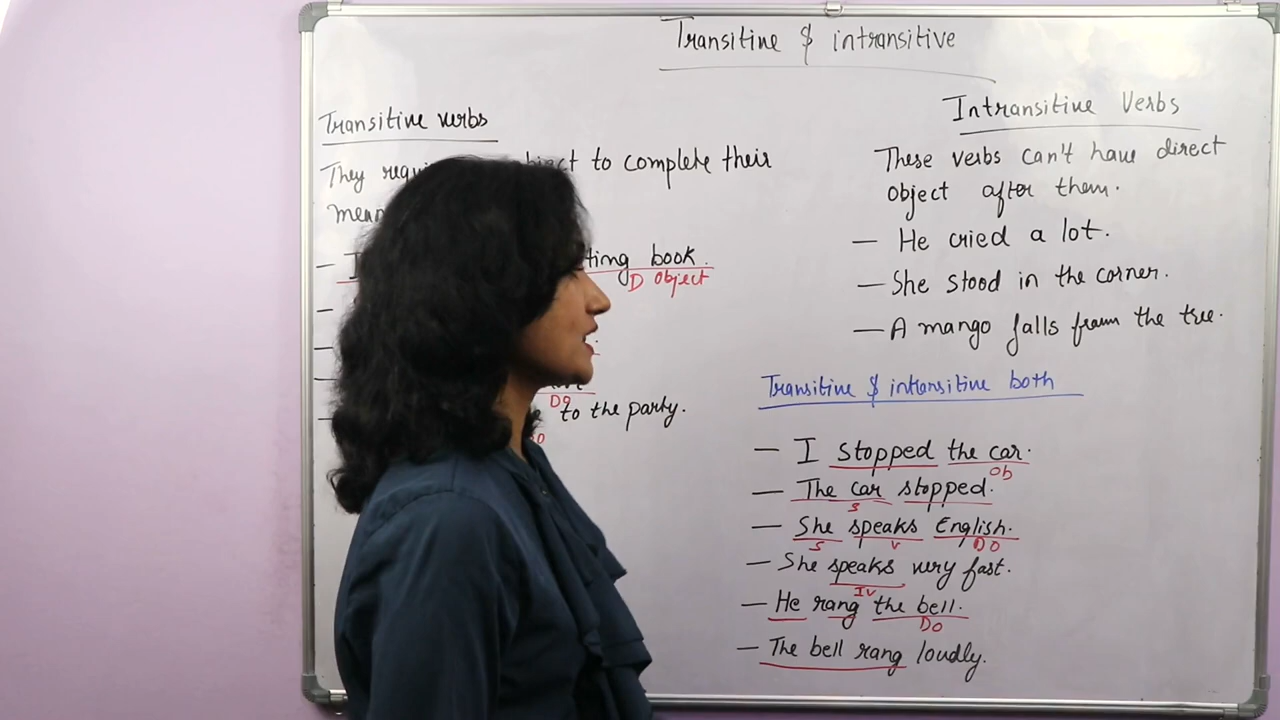 Transitive & intransitive
Transitive verbs
They to complete their
book.
D Object
DO
to the party.
Intransitive Verbs
These verbs can't have direct
object after them.
— He cried a lot.
— She stood in the corner.
— A mango falls from the tree.
Transitive & intransitive both
— I stopped the car.
Ob
— The car stopped.
S
— She speaks English.
S V DO
— She speaks very fast.
IV
— He rang the bell.
DO
— The bell rang loudly.